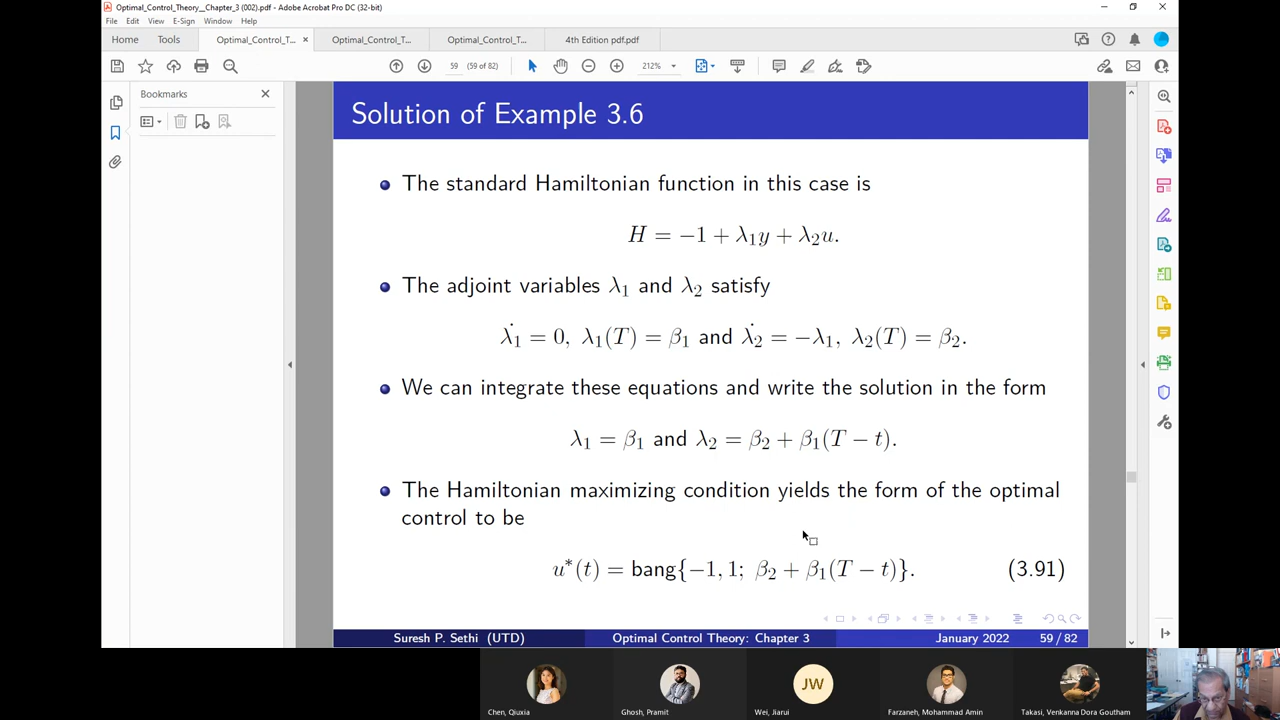 Optimal_Control_Theory__Chapter_3 (002).pdf - Adobe Acrobat Pro DC (32-bit)
File Edit View E-Sign Window Help
Home Tools Optimal_Control_T... × Optimal_Control_T... Optimal_Control_T... 4th Edition pdf.pdf
59 (59 of 82) 212%
Bookmarks
Solution of Example 3.6
The standard Hamiltonian function in this case is
H = −1 + λ₁y + λ₂u.
The adjoint variables λ₁ and λ₂ satisfy
λ̇₁ = 0, λ₁(T) = β₁ and λ̇₂ = −λ₁, λ₂(T) = β₂.
We can integrate these equations and write the solution in the form
λ₁ = β₁ and λ₂ = β₂ + β₁(T − t).
The Hamiltonian maximizing condition yields the form of the optimal
control to be
u*(t) = bang{−1, 1; β₂ + β₁(T − t)}. (3.91)
Suresh P. Sethi (UTD) Optimal Control Theory: Chapter 3 January 2022 59 / 82
JW
Chen, Qiuxia Ghosh, Pramit Wei, Jiarui Farzaneh, Mohammad Amin Takasi, Venkanna Dora Goutham